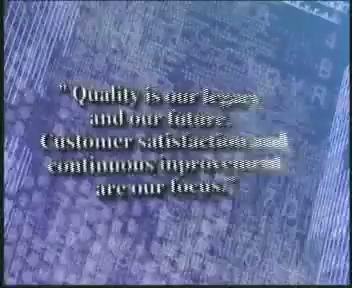 "Quality is our legacy
and our future.
Customer satisfaction and
continuous improvement
are our focus."